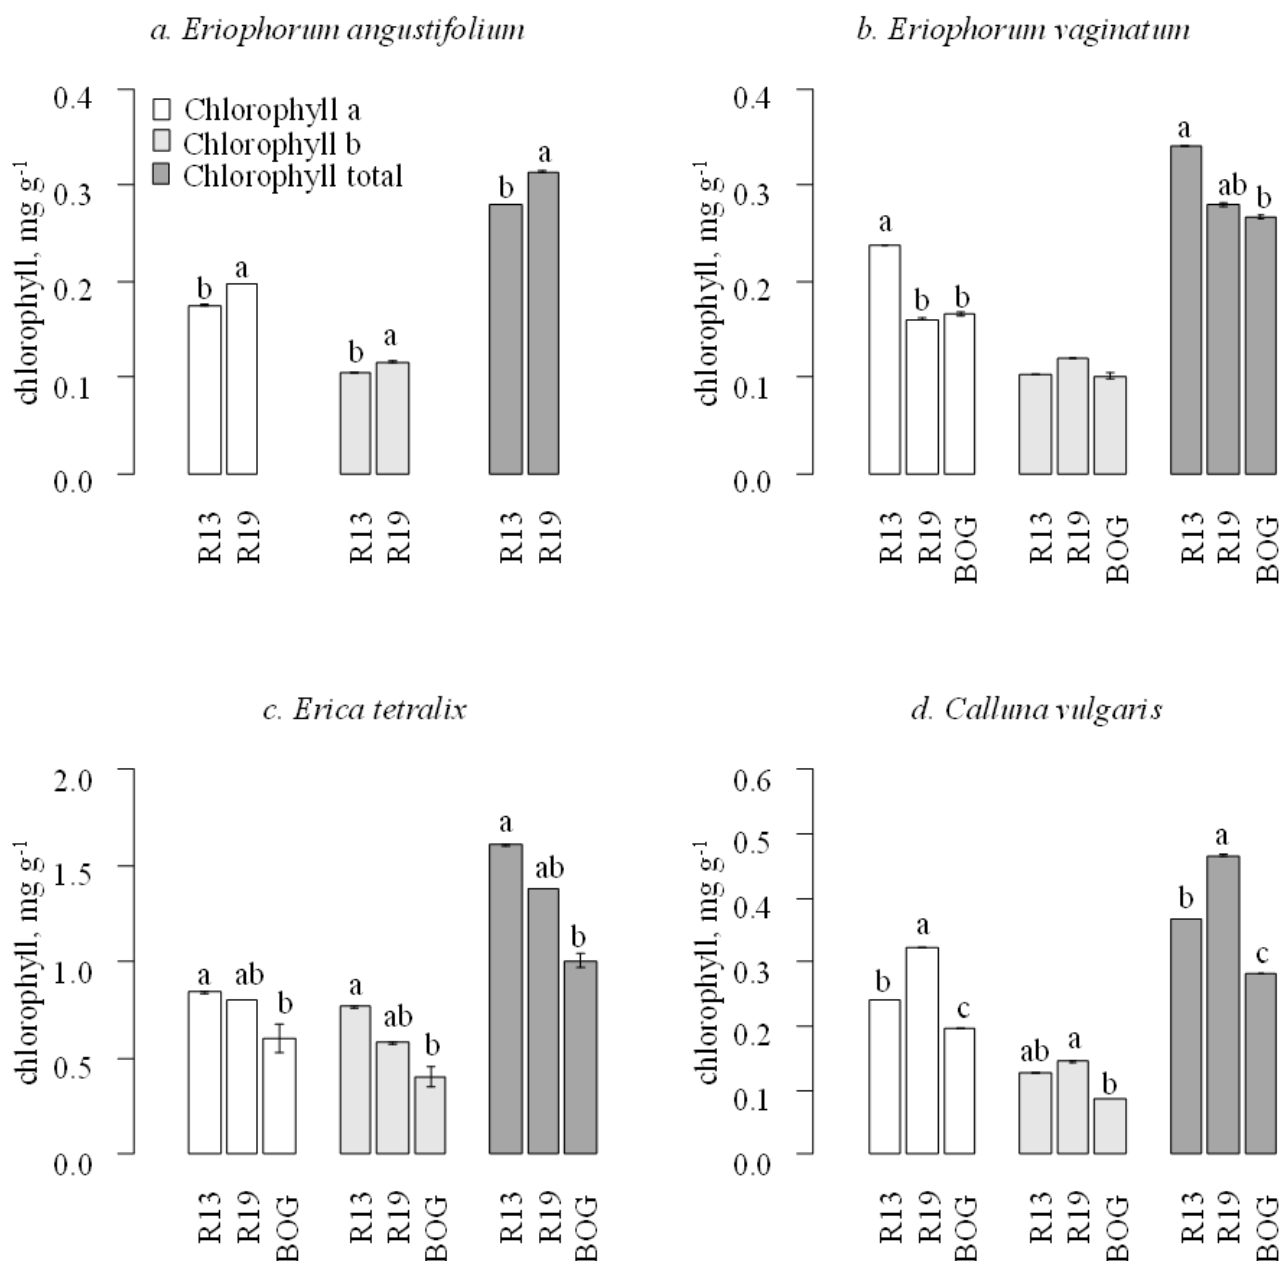 a. Eriophorum angustifolium
chlorophyll, mg g-1
0.4
0.3
0.2
0.1
0.0
Chlorophyll a
Chlorophyll b
Chlorophyll total
b
a
b
a
b
a
R13
R19
R13
R19
R13
R19
b. Eriophorum vaginatum
chlorophyll, mg g-1
0.4
0.3
0.2
0.1
0.0
a
b
b
a
ab
b
R13
R19
BOG
R13
R19
BOG
R13
R19
BOG
c. Erica tetralix
chlorophyll, mg g-1
2.0
1.5
1.0
0.5
0.0
a
ab
b
a
ab
b
a
ab
b
R13
R19
BOG
R13
R19
BOG
R13
R19
BOG
d. Calluna vulgaris
chlorophyll, mg g-1
0.6
0.5
0.4
0.3
0.2
0.1
0.0
b
a
c
ab
a
b
b
a
c
R13
R19
BOG
R13
R19
BOG
R13
R19
BOG